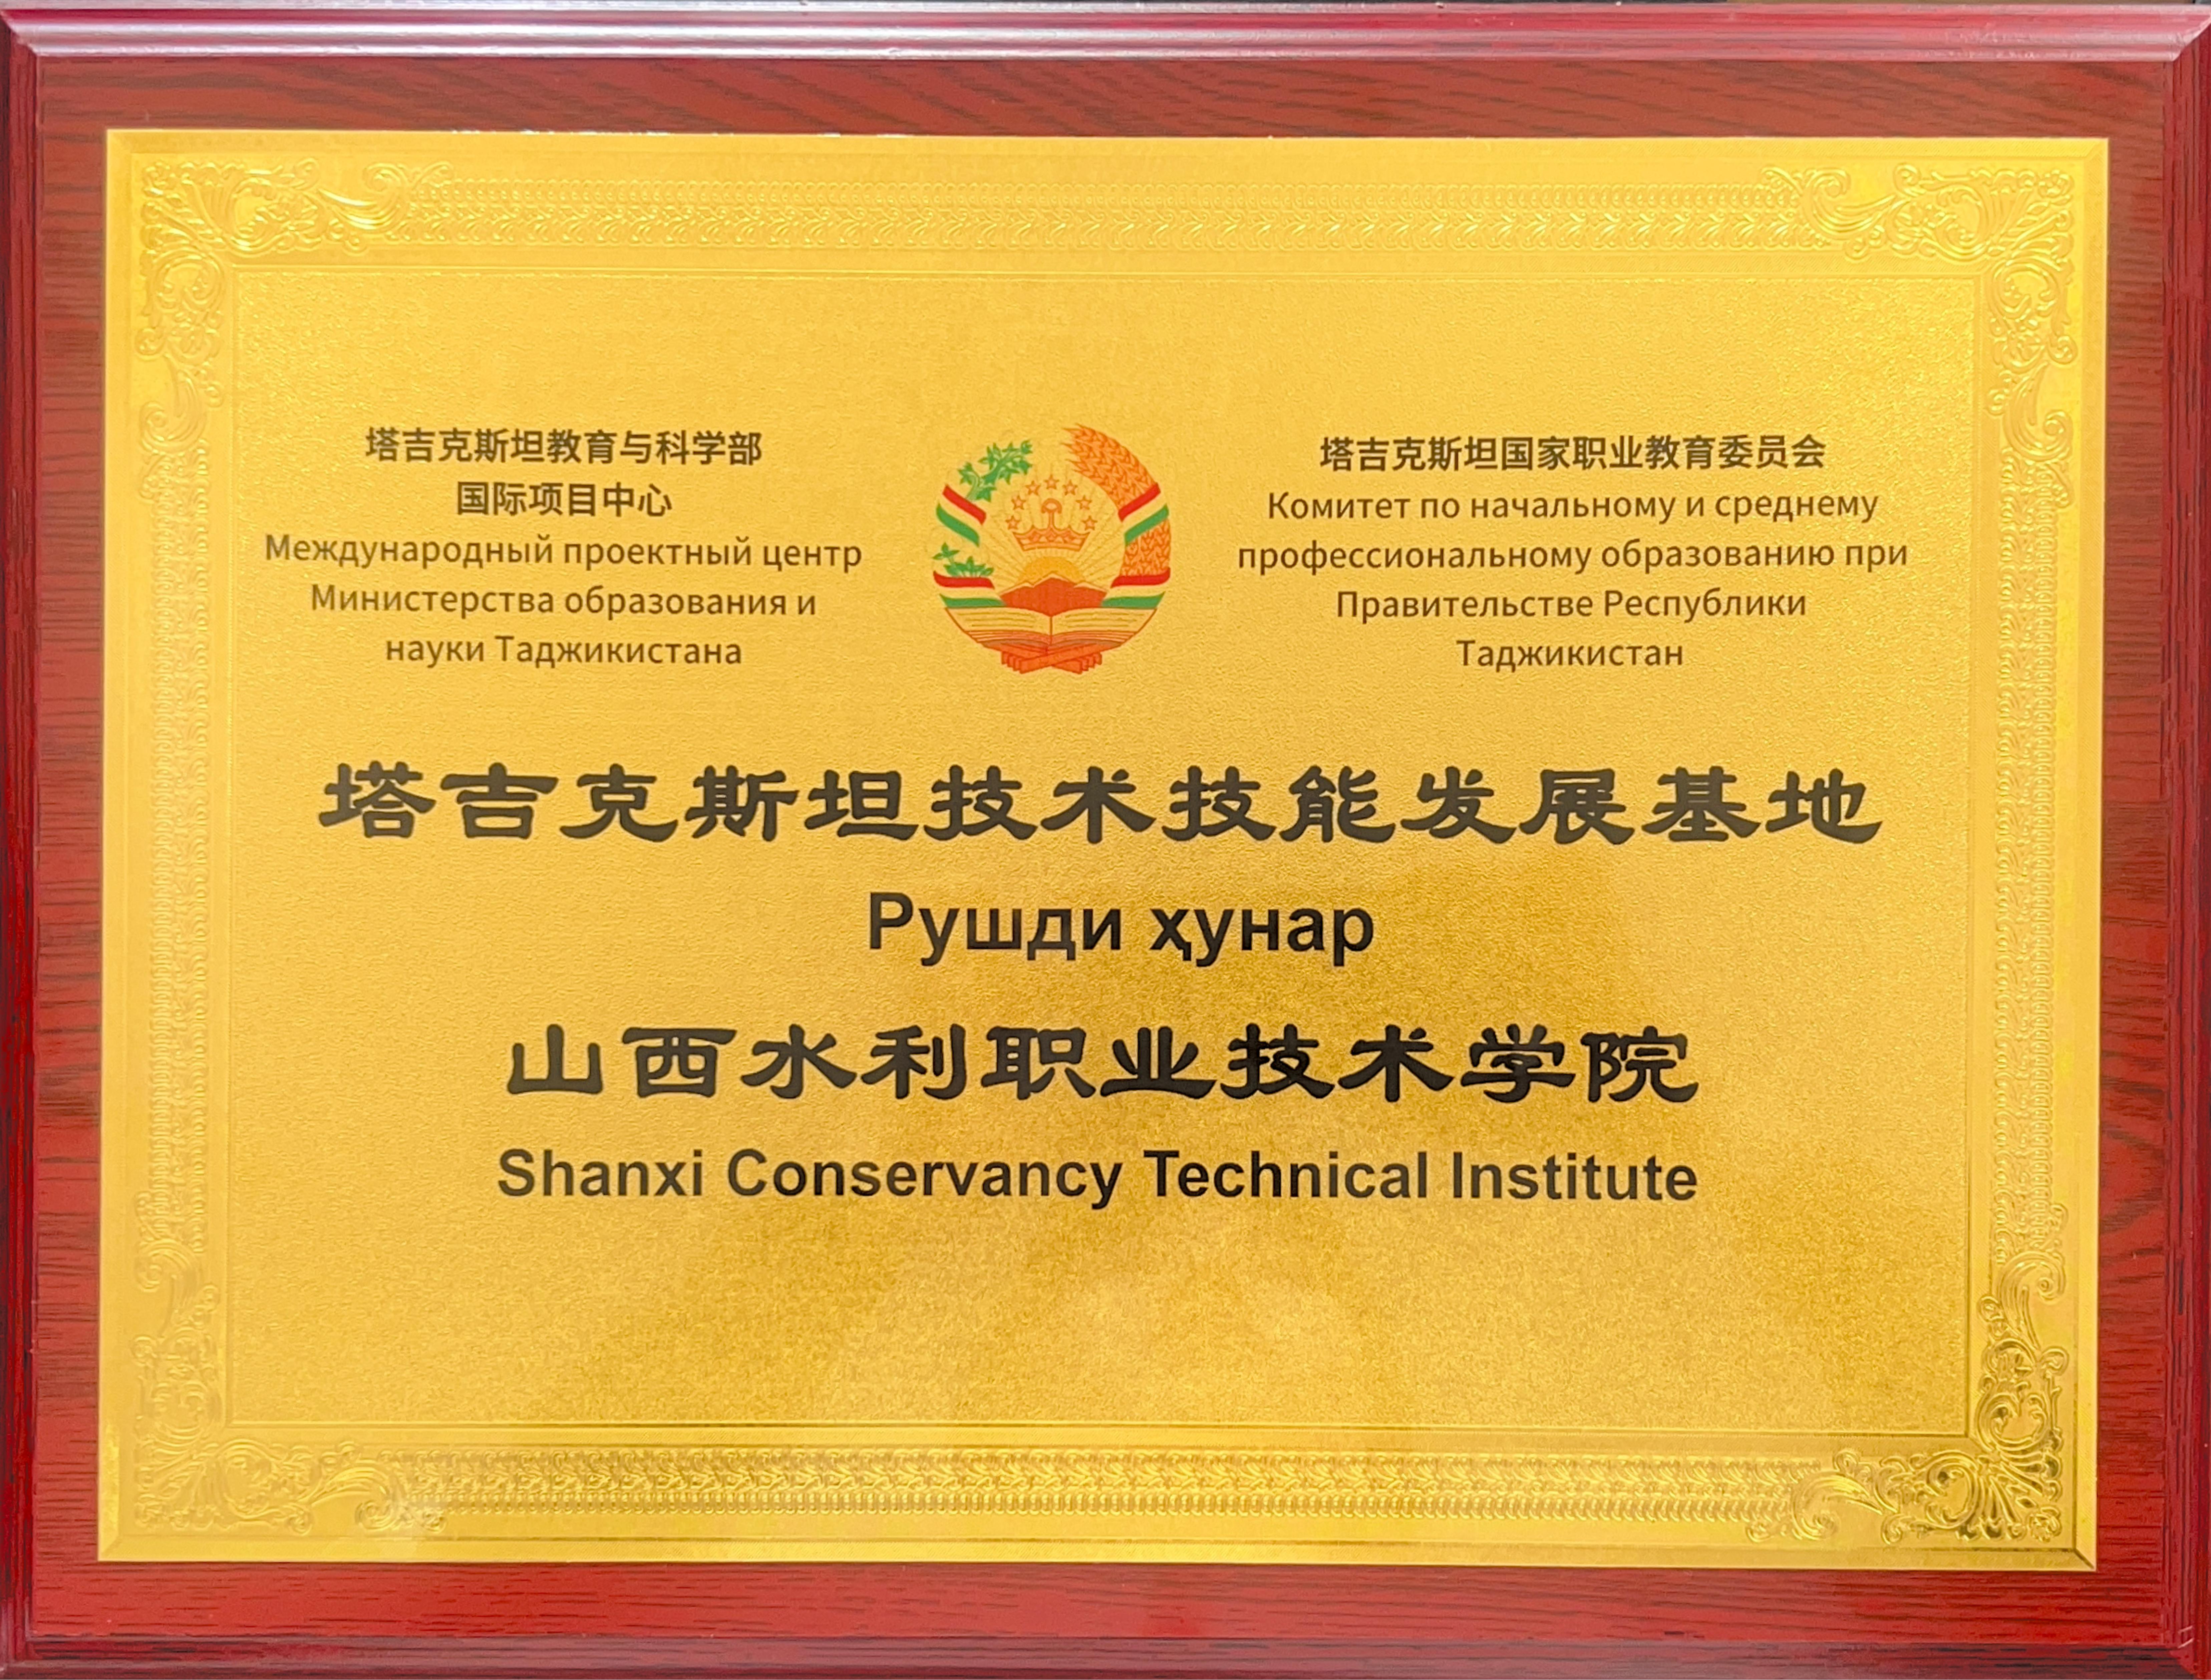 塔吉克斯坦教育与科学部
国际项目中心
Международный проектный центр
Министерства образования и
науки Таджикистана
塔吉克斯坦国家职业教育委员会
Комитет по начальному и среднему
профессиональному образованию при
Правительстве Республики
Таджикистан
塔吉克斯坦技术技能发展基地
Рушди ҳунар
山西水利职业技术学院
Shanxi Conservancy Technical Institute